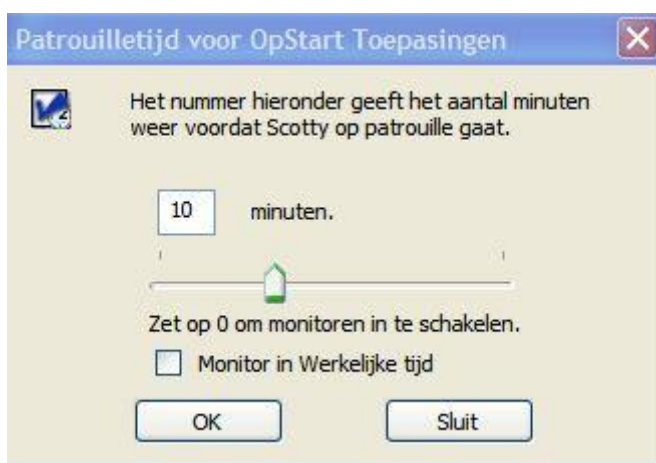 Patrouilletijd voor OpStart Toepasingen
Het nummer hieronder geeft het aantal minuten
weer voordat Scotty op patrouille gaat.
10 minuten.
Zet op 0 om monitoren in te schakelen.
Monitor in Werkelijke tijd
OK Sluit